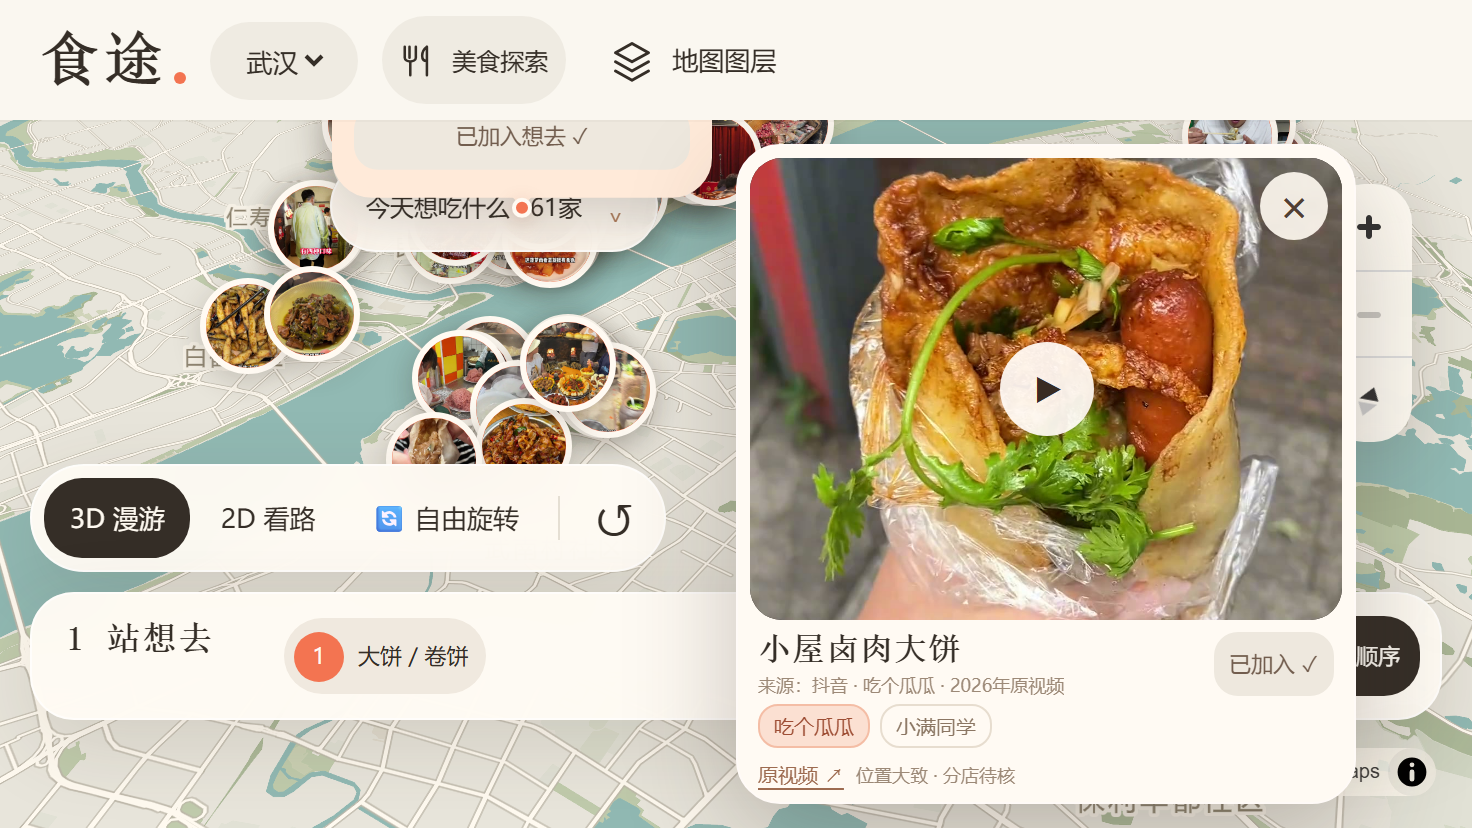 食途.
武汉
美食探索
地图图层
已加入想去 ✓
今天想吃什么 61家
仁寿
3D 漫游
2D 看路
自由旋转
1 站想去
1 大饼 / 卷饼
顺序
小屋卤肉大饼
已加入 ✓
来源：抖音 · 吃个瓜瓜 · 2026年原视频
吃个瓜瓜
小满同学
原视频 ↗ 位置大致 · 分店待核
aps